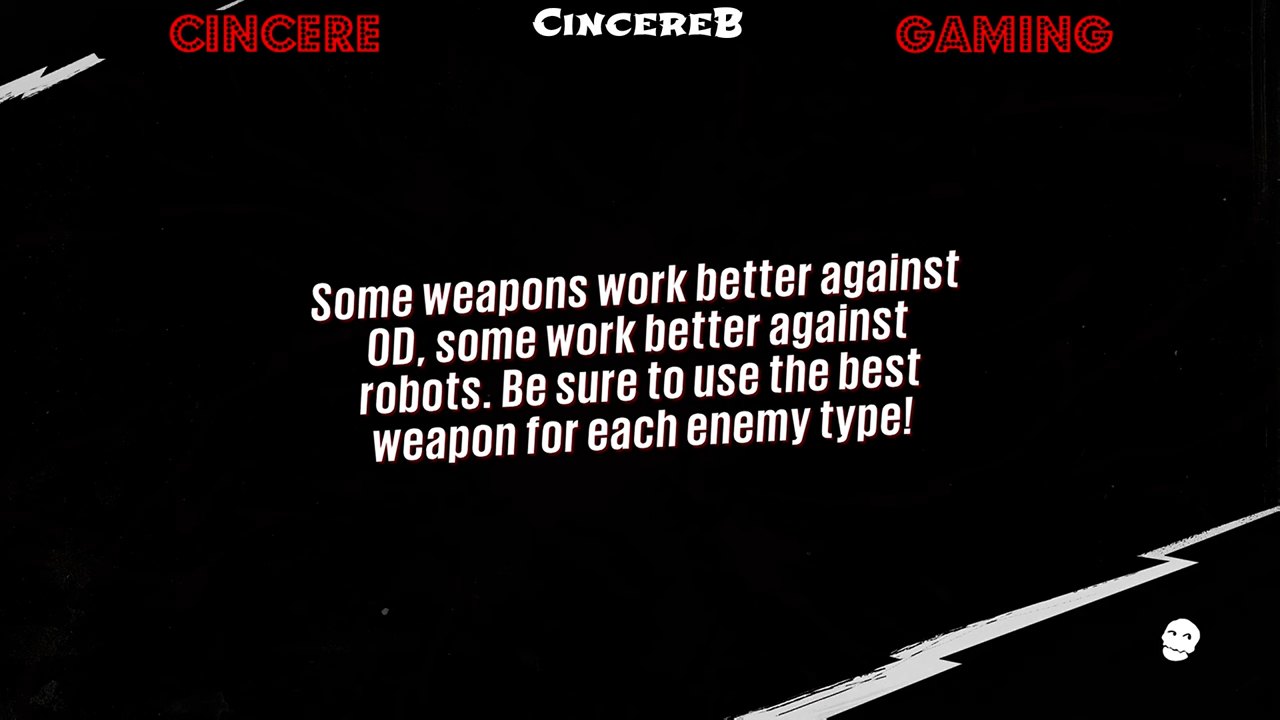 CINCERE
CINCEREB
GAMING
Some weapons work better against
OD, some work better against
robots. Be sure to use the best
weapon for each enemy type!